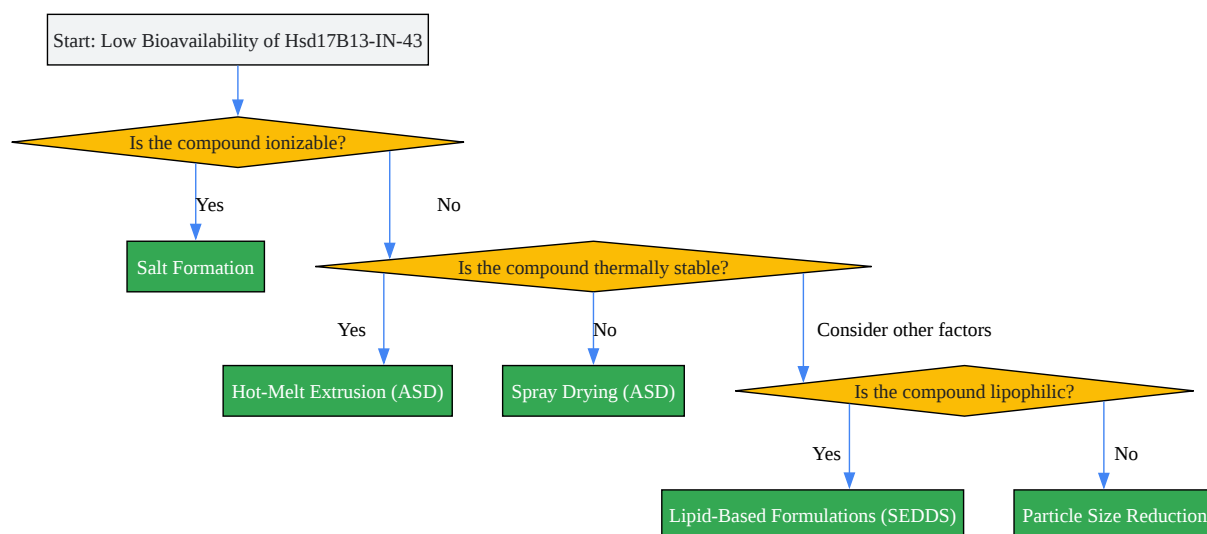 Start: Low Bioavailability of Hsd17B13-IN-43
Is the compound ionizable?
Yes
No
Salt Formation
Is the compound thermally stable?
Yes
No
Consider other factors
Hot-Melt Extrusion (ASD)
Spray Drying (ASD)
Is the compound lipophilic?
Yes
No
Lipid-Based Formulations (SEDDS)
Particle Size Reduction